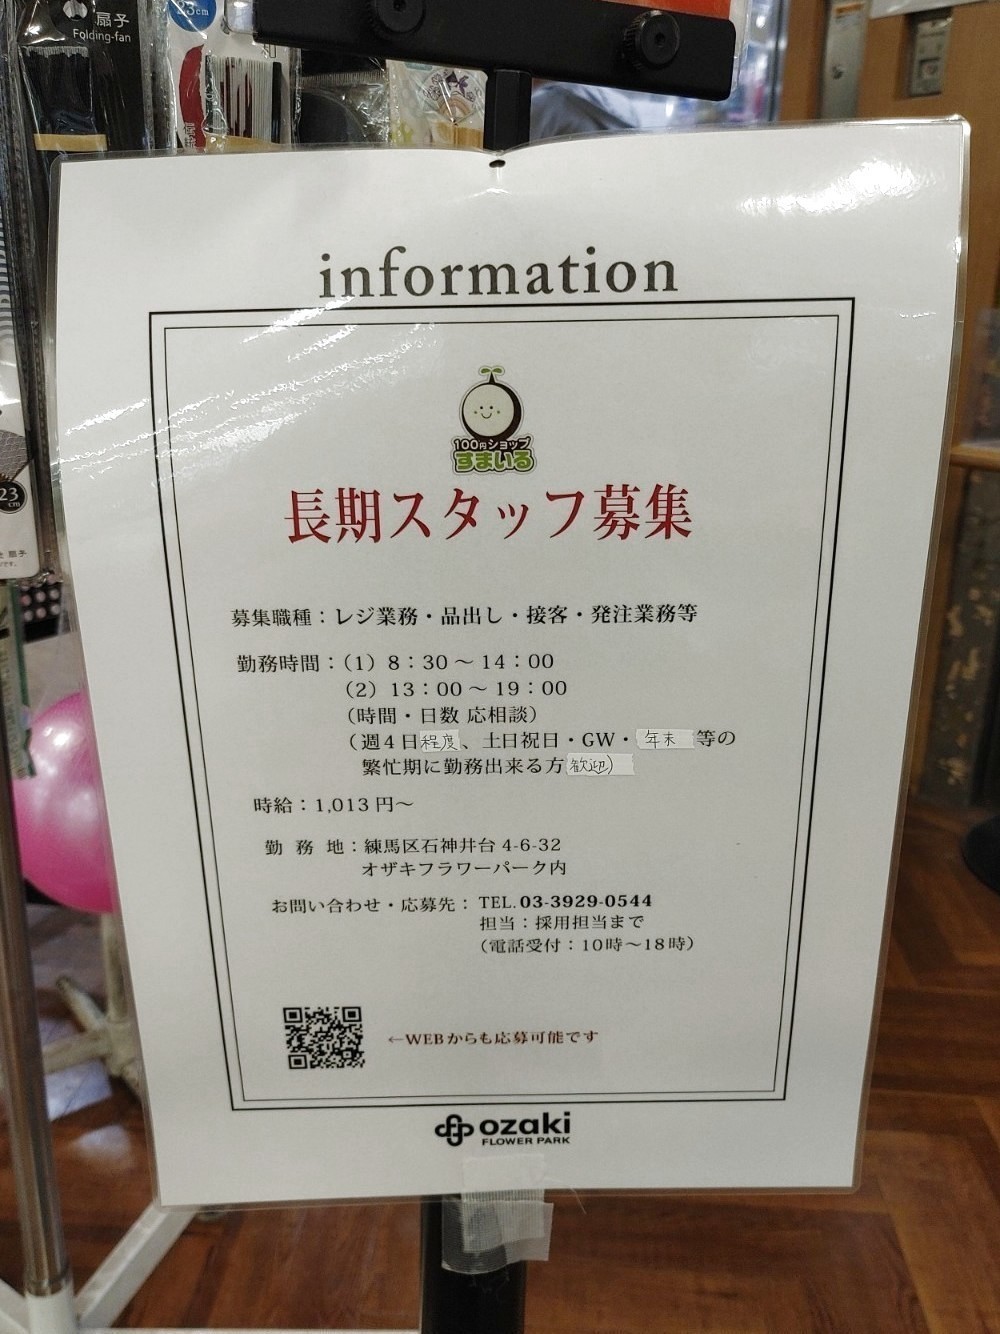 扇子
Folding-fan
23cm
23
cm
扇子
information
100円ショップ
すまいる
長期スタッフ募集
募集職種：レジ業務・品出し・接客・発注業務等
勤務時間：（1）8：30～14：00
（2）13：00～19：00
（時間・日数 応相談）
（週4日程度、土日祝日・GW・年末等の
繁忙期に勤務出来る方歓迎）
時給：1,013円～
勤務地：練馬区石神井台4-6-32
オザキフラワーパーク内
お問い合わせ・応募先：TEL.03-3929-0544
担当：採用担当まで
（電話受付：10時～18時）
←WEBからも応募可能です
ozaki
FLOWER PARK